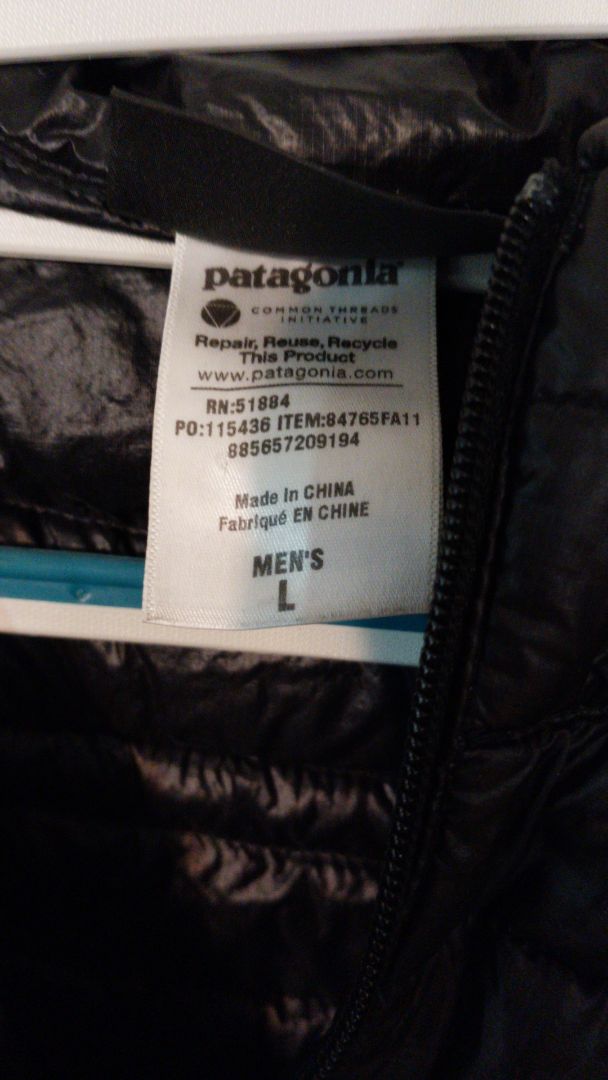 patagonia
COMMON THREADS
INITIATIVE
Repair, Reuse, Recycle
This Product
www.patagonia.com
RN:51884
PO:115436 ITEM:84765FA11
885657209194
Made in CHINA
Fabriqué EN CHINE
MEN'S
L